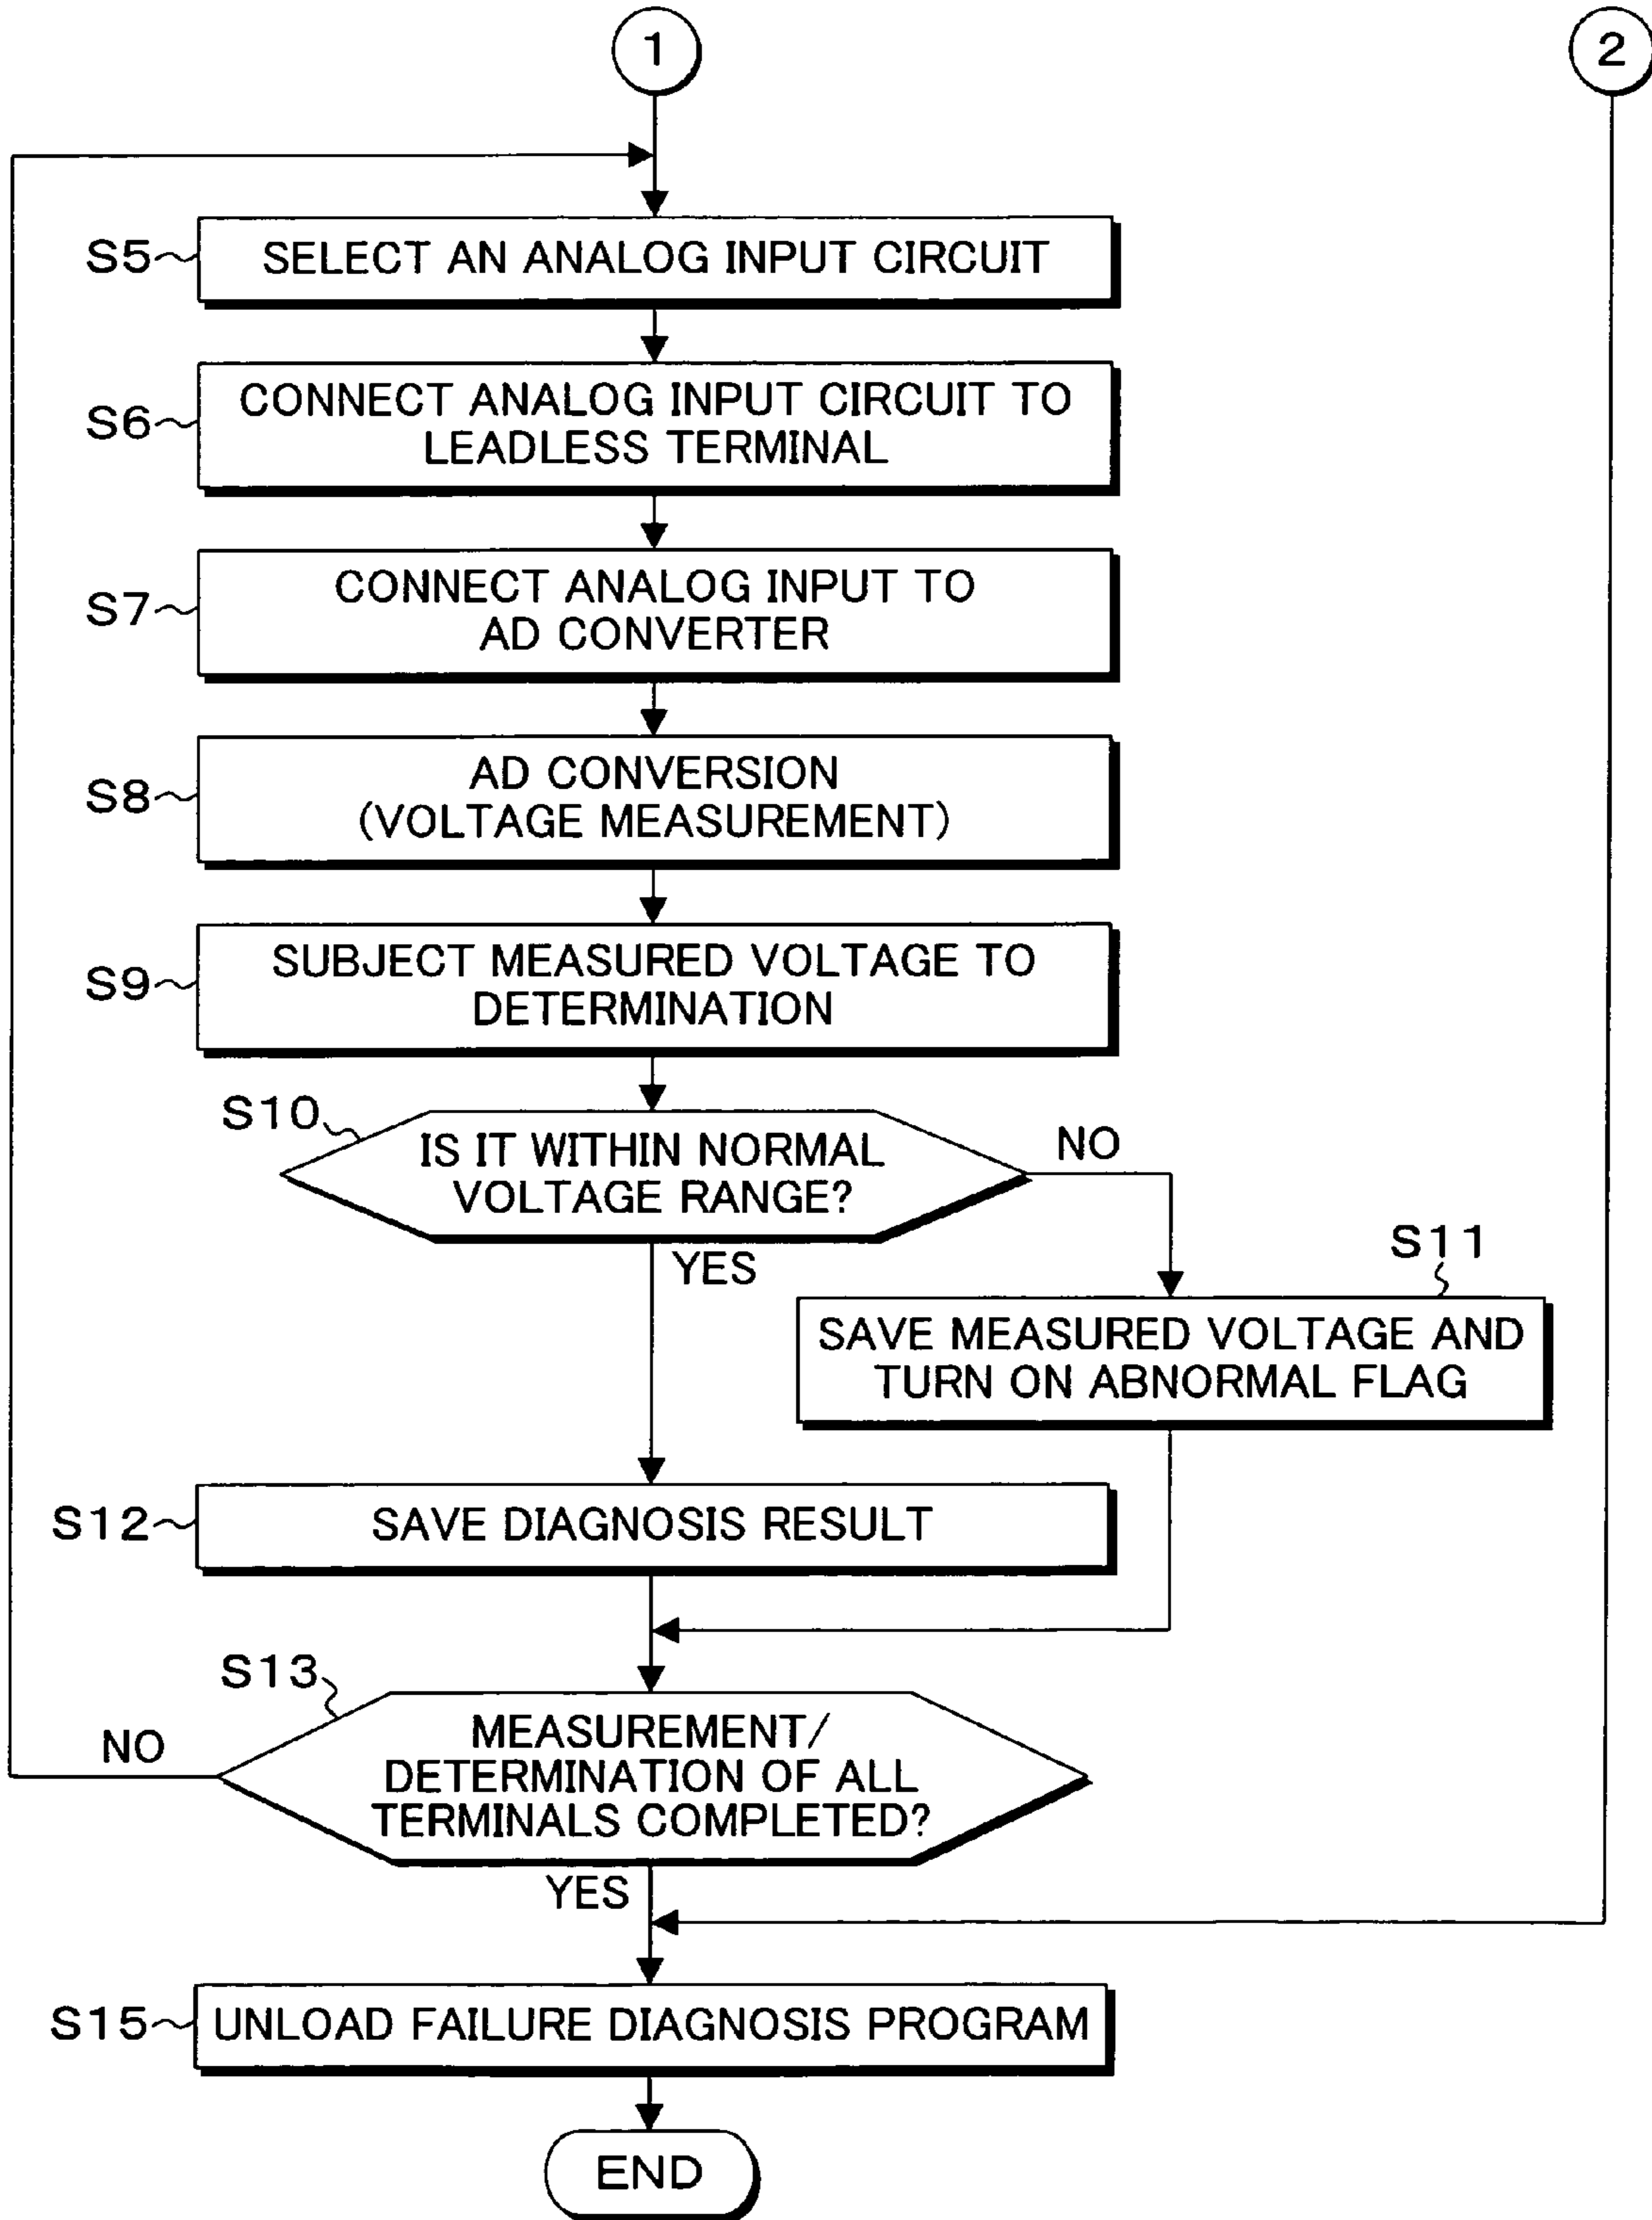 1
2
S5
SELECT AN ANALOG INPUT CIRCUIT
S6
CONNECT ANALOG INPUT CIRCUIT TO
LEADLESS TERMINAL
S7
CONNECT ANALOG INPUT TO
AD CONVERTER
S8
AD CONVERSION
(VOLTAGE MEASUREMENT)
S9
SUBJECT MEASURED VOLTAGE TO
DETERMINATION
S10
IS IT WITHIN NORMAL
VOLTAGE RANGE?
NO
YES
S11
SAVE MEASURED VOLTAGE AND
TURN ON ABNORMAL FLAG
S12
SAVE DIAGNOSIS RESULT
S13
MEASUREMENT/
DETERMINATION OF ALL
TERMINALS COMPLETED?
NO
YES
S15
UNLOAD FAILURE DIAGNOSIS PROGRAM
END